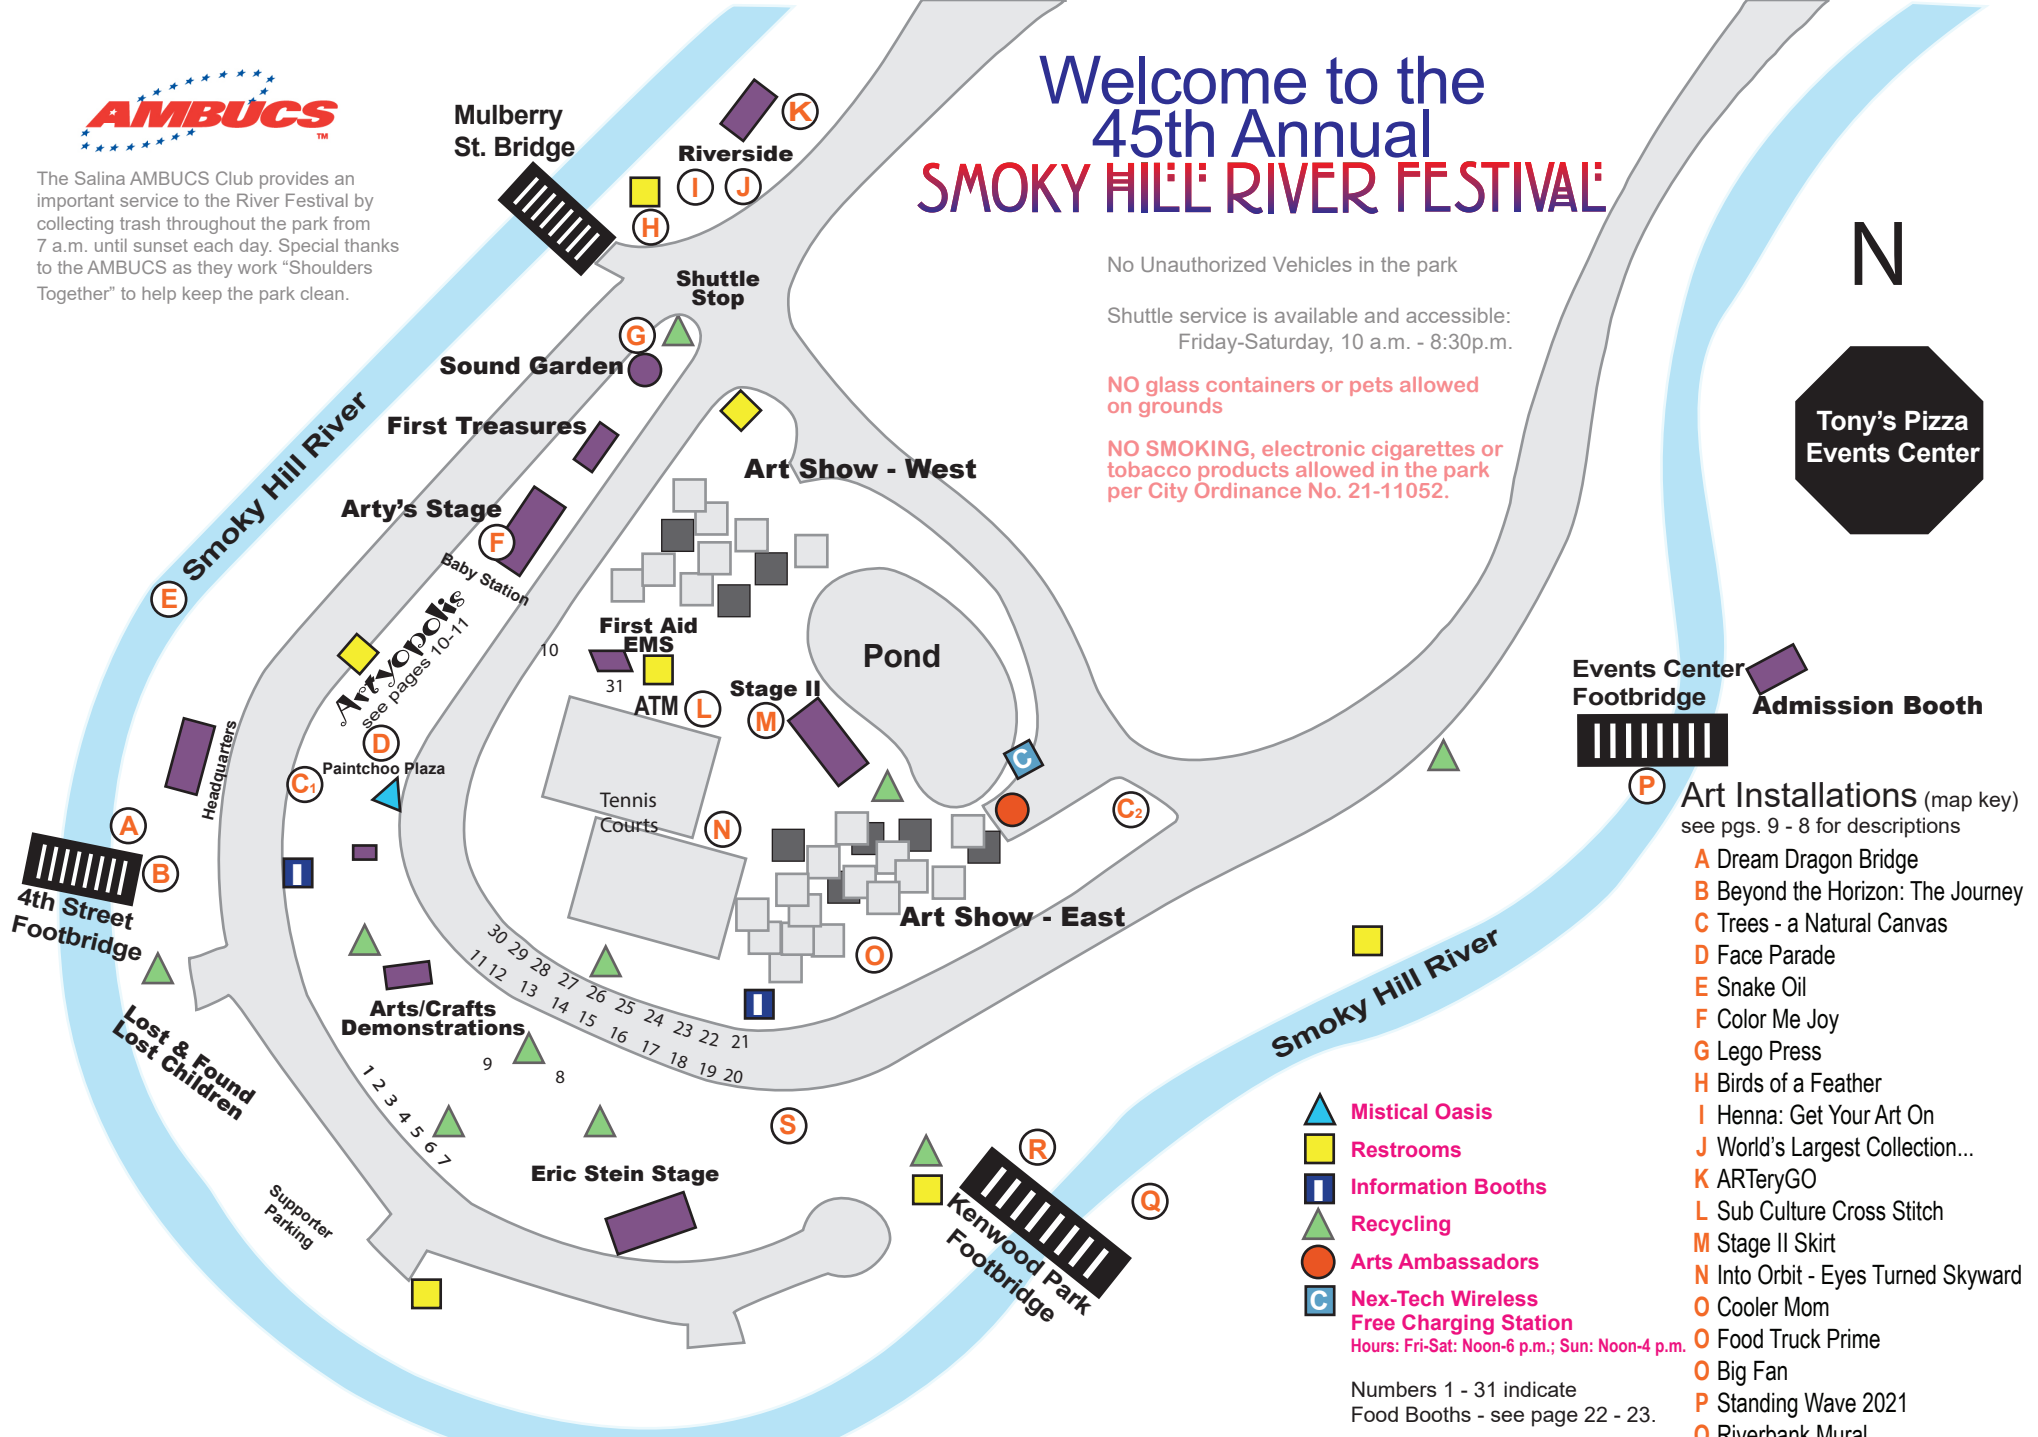 AMBUCS
TM
The Salina AMBUCS Club provides an
important service to the River Festival by
collecting trash throughout the park from
7 a.m. until sunset each day. Special thanks
to the AMBUCS as they work “Shoulders
Together” to help keep the park clean.
Welcome to the
45th Annual
SMOKY HILL RIVER FESTIVAL
No Unauthorized Vehicles in the park
Shuttle service is available and accessible:
Friday-Saturday, 10 a.m. - 8:30p.m.
NO glass containers or pets allowed
on grounds
NO SMOKING, electronic cigarettes or
tobacco products allowed in the park
per City Ordinance No. 21-11052.
N
Tony's Pizza
Events Center
Mulberry
St. Bridge
K
Riverside
I
J
H
Shuttle
Stop
G
Sound Garden
First Treasures
Smoky Hill River
Art Show - West
Arty's Stage
F
Baby Station
E
Artyopolis
see pages 10-11
First Aid
EMS
10
31
ATM
L
Stage II
M
Pond
D
Paintchoo Plaza
C1
Headquarters
A
B
4th Street
Footbridge
I
Tennis
Courts
N
C
C2
Art Show - East
O
I
Events Center
Footbridge
Admission Booth
P
Smoky Hill River
Lost & Found
Lost Children
Arts/Crafts
Demonstrations
9
8
30 29 28 27 26 25 24 23 22 21
11 12 13 14 15 16 17 18 19 20
1 2 3 4 5 6 7
S
Eric Stein Stage
Supporter
Parking
R
Q
Kenwood Park
Footbridge
Mistical Oasis
Restrooms
I Information Booths
Recycling
Arts Ambassadors
C Nex-Tech Wireless
Free Charging Station
Hours: Fri-Sat: Noon-6 p.m.; Sun: Noon-4 p.m.
Numbers 1 - 31 indicate
Food Booths - see page 22 - 23.
Art Installations (map key)
see pgs. 9 - 8 for descriptions
A Dream Dragon Bridge
B Beyond the Horizon: The Journey
C Trees - a Natural Canvas
D Face Parade
E Snake Oil
F Color Me Joy
G Lego Press
H Birds of a Feather
I Henna: Get Your Art On
J World's Largest Collection...
K ARTeryGO
L Sub Culture Cross Stitch
M Stage II Skirt
N Into Orbit - Eyes Turned Skyward
O Cooler Mom
O Food Truck Prime
O Big Fan
P Standing Wave 2021
Q Riverbank Mural